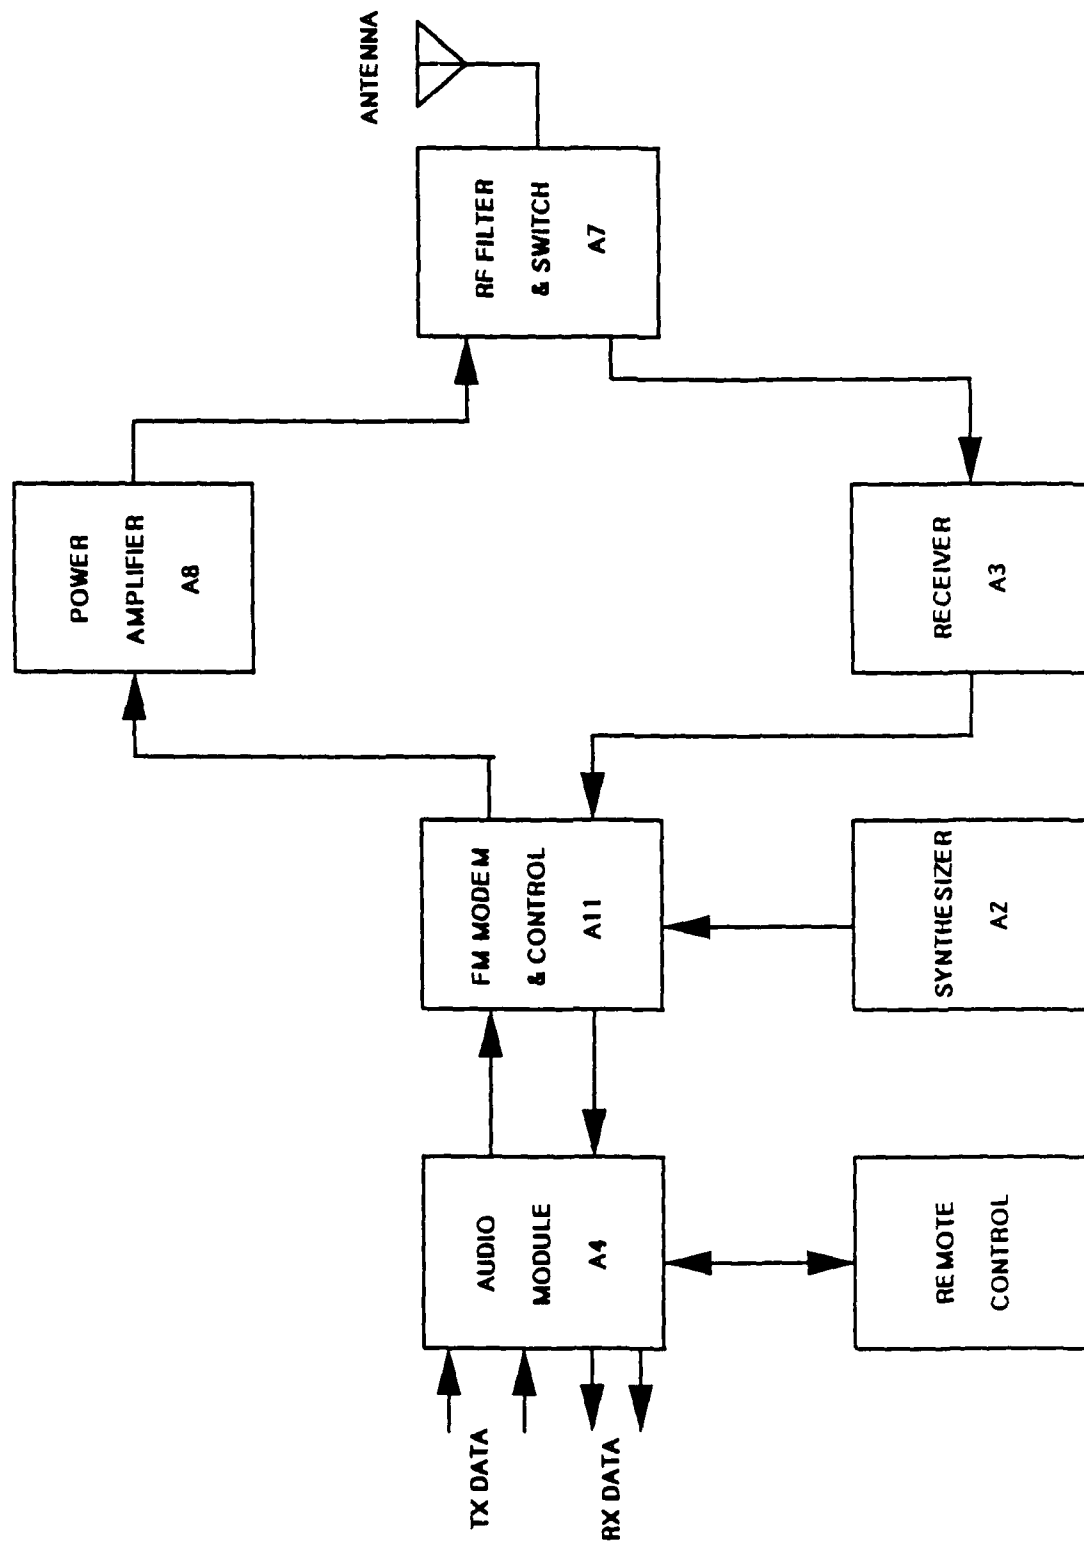 POWER
AMPLIFIER
A8
ANTENNA
TX DATA
RX DATA
AUDIO
MODULE
A4
FM MODEM
& CONTROL
A11
RF FILTER
& SWITCH
A7
REMOTE
CONTROL
SYNTHESIZER
A2
RECEIVER
A3